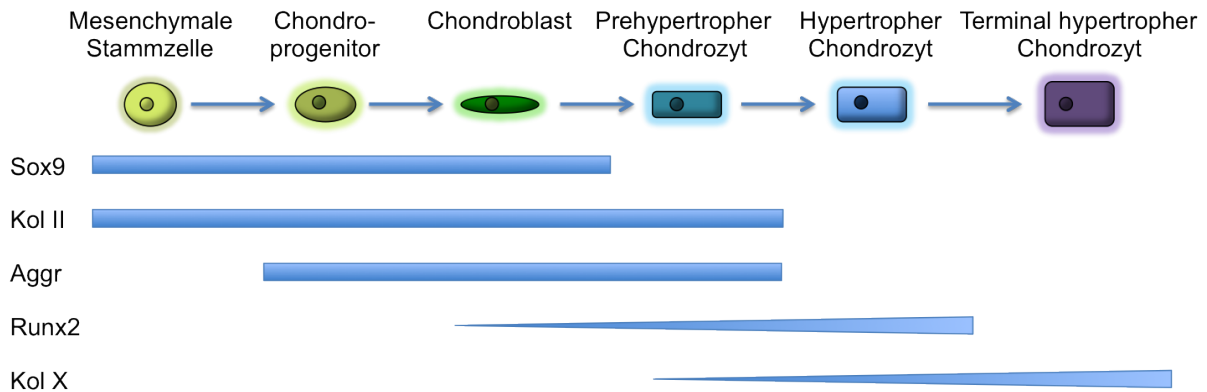 Mesenchymale
Stammzelle
Chondro-
progenitor
Chondroblast
Prehypertropher
Chondrozyt
Hypertropher
Chondrozyt
Terminal hypertropher
Chondrozyt
Sox9
Kol II
Aggr
Runx2
Kol X